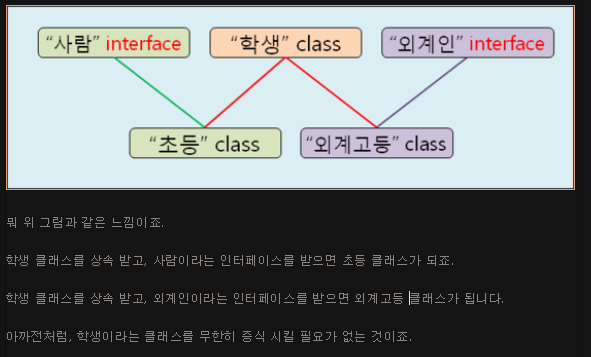 “사람” interface
“학생” class
“외계인” interface
“초등” class
“외계고등” class
뭐 위 그림과 같은 느낌이죠.
학생 클래스를 상속 받고, 사람이라는 인터페이스를 받으면 초등 클래스가 되죠.
학생 클래스를 상속 받고, 외계인이라는 인터페이스를 받으면 외계고등 클래스가 됩니다.
아까전처럼, 학생이라는 클래스를 무한히 증식 시킬 필요가 없는 것이죠.